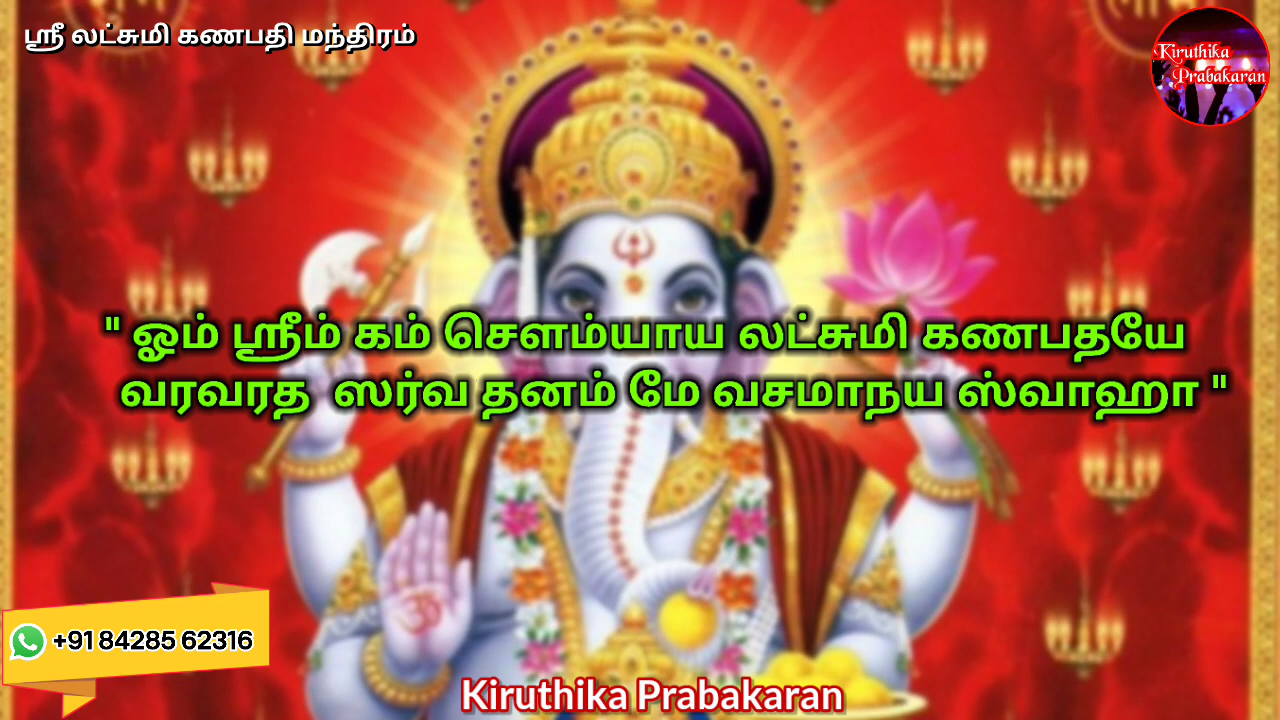 ஸ்ரீ லட்சுமி கணபதி மந்திரம்
Kiruthika
Prabakaran
" ஓம் ஸ்ரீம் கம் சௌம்யாய லட்சுமி கணபதயே
வரவரத ஸர்வ தனம் மே வசமாநய ஸ்வாஹா "
+91 84285 62316
Kiruthika Prabakaran